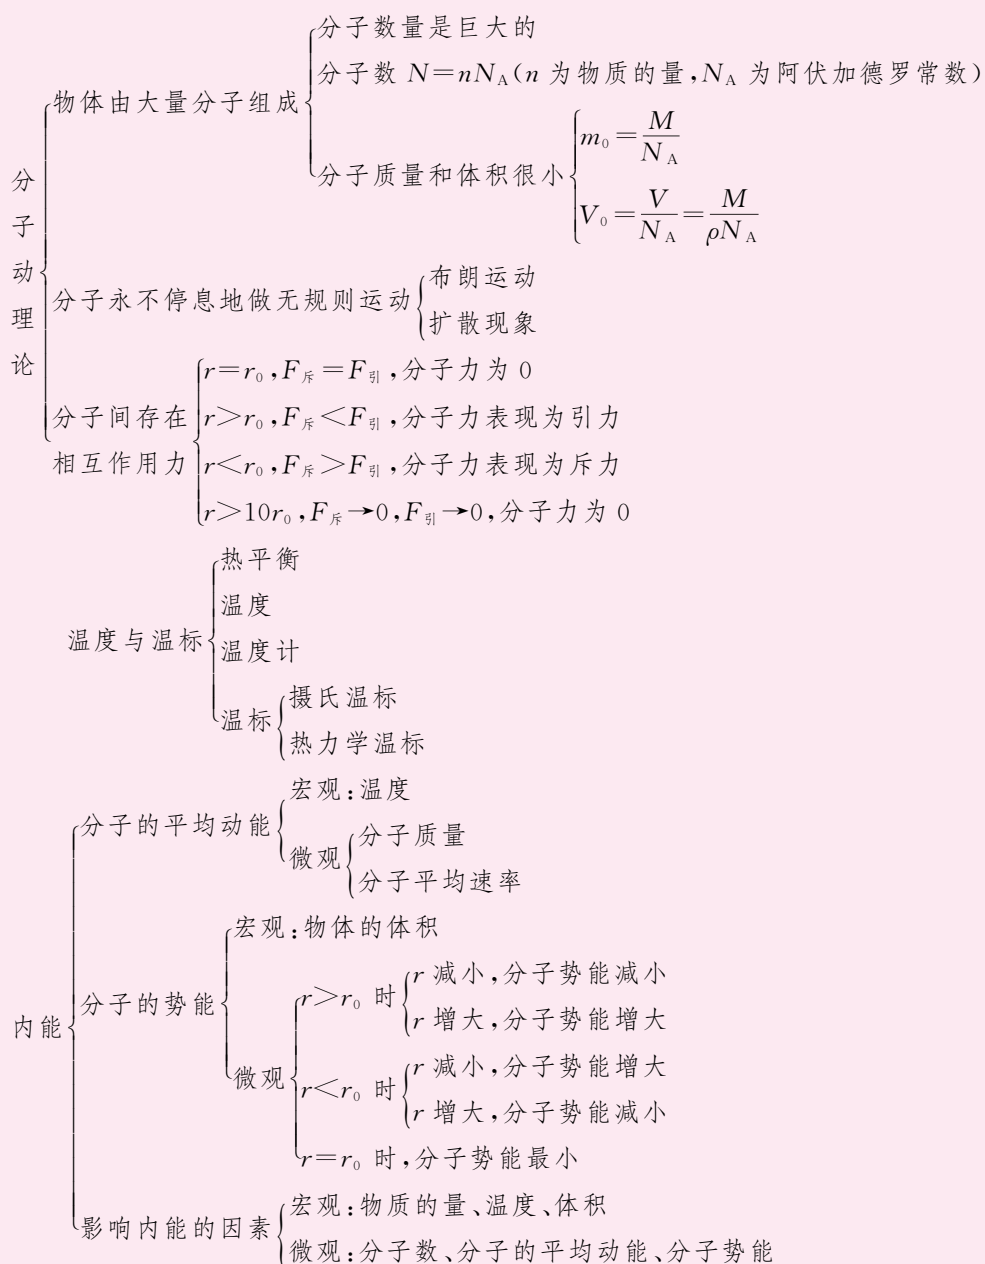 分子动理论
物体由大量分子组成
分子数量是巨大的
分子数 N=nN_A(n 为物质的量,N_A 为阿伏加德罗常数)
分子质量和体积很小
m₀=M/N_A
V₀=V/N_A=M/ρN_A
分子永不停息地做无规则运动
布朗运动
扩散现象
分子间存在
相互作用力
r=r₀,F斥=F引,分子力为 0
r>r₀,F斥<F引,分子力表现为引力
r<r₀,F斥>F引,分子力表现为斥力
r>10r₀,F斥→0,F引→0,分子力为 0
温度与温标
热平衡
温度
温度计
温标
摄氏温标
热力学温标
内能
分子的平均动能
宏观:温度
微观
分子质量
分子平均速率
分子的势能
宏观:物体的体积
微观
r>r₀ 时
r 减小,分子势能减小
r 增大,分子势能增大
r<r₀ 时
r 减小,分子势能增大
r 增大,分子势能减小
r=r₀ 时,分子势能最小
影响内能的因素
宏观:物质的量、温度、体积
微观:分子数、分子的平均动能、分子势能